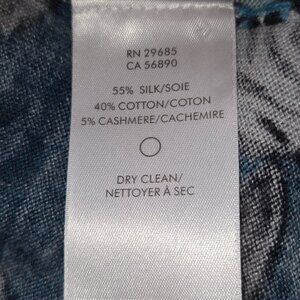 RN 29685
CA 56890
55% SILK/SOIE
40% COTTON/COTON
5% CASHMERE/CACHEMIRE
DRY CLEAN/
NETTOYER À SEC